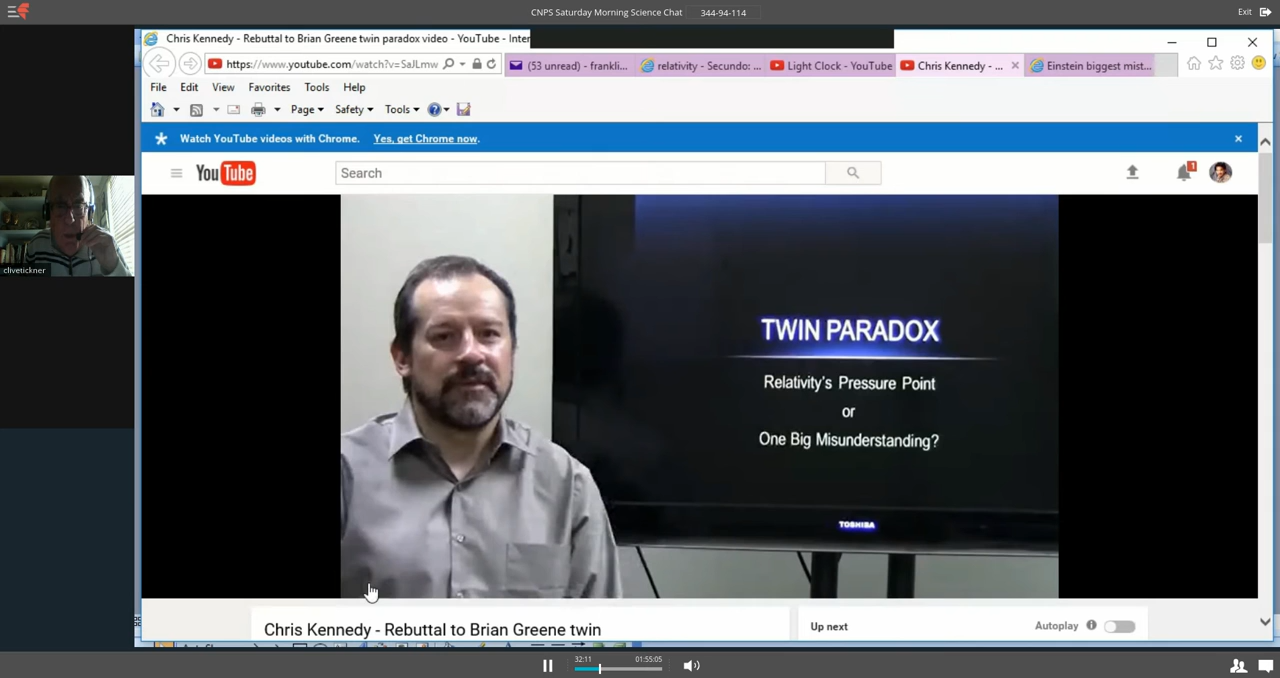 CNPS Saturday Morning Science Chat 344-94-114 Exit
Chris Kennedy - Rebuttal to Brian Greene twin paradox video - YouTube - Inter
https://www.youtube.com/watch?v=SaJLmw
(53 unread) - frankli...
relativity - Secundo: ...
Light Clock - YouTube
Chris Kennedy - ...
Einstein biggest mist...
File Edit View Favorites Tools Help
Page Safety Tools
Watch YouTube videos with Chrome. Yes, get Chrome now.
YouTube
Search
1
TWIN PARADOX
Relativity's Pressure Point
or
One Big Misunderstanding?
TOSHIBA
clivetickner
Chris Kennedy - Rebuttal to Brian Greene twin
Up next Autoplay
32:11 01:55:05